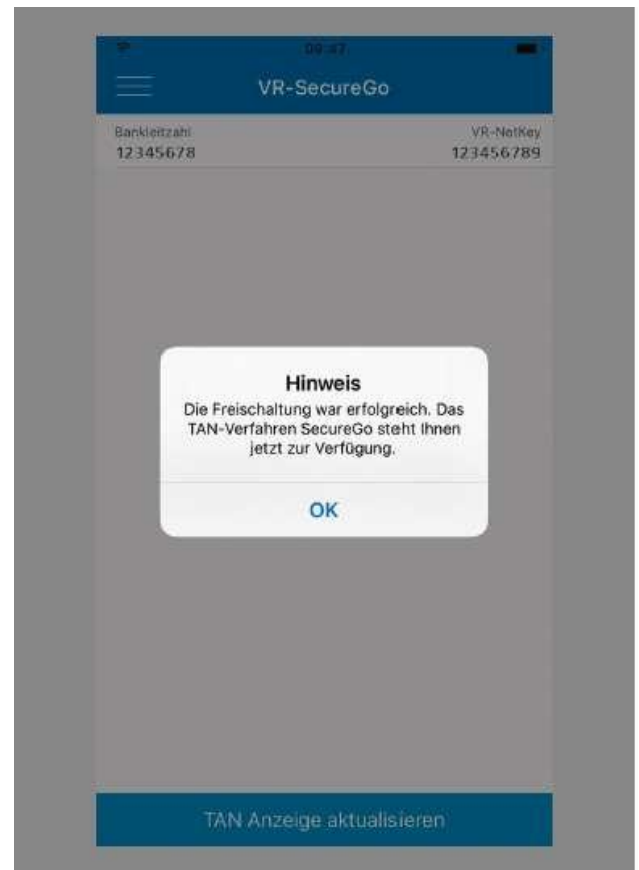 09:47
VR-SecureGo
Bankleitzahl VR-NetKey
12345678 123456789
Hinweis
Die Freischaltung war erfolgreich. Das
TAN-Verfahren SecureGo steht Ihnen
jetzt zur Verfügung.
OK
TAN Anzeige aktualisieren